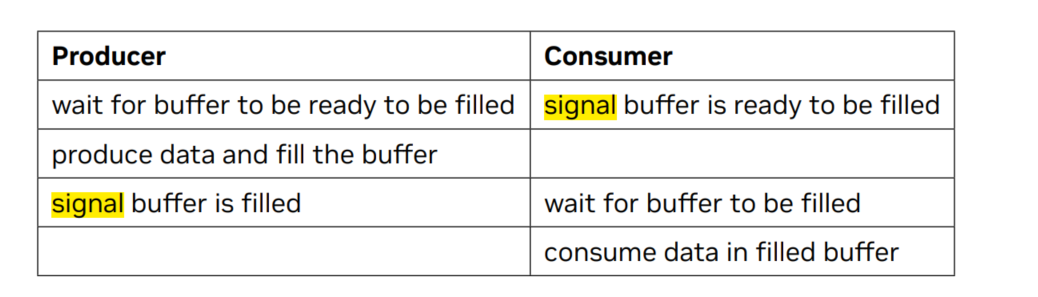 Producer Consumer
wait for buffer to be ready to be filled signal buffer is ready to be filled
produce data and fill the buffer
signal buffer is filled wait for buffer to be filled
consume data in filled buffer